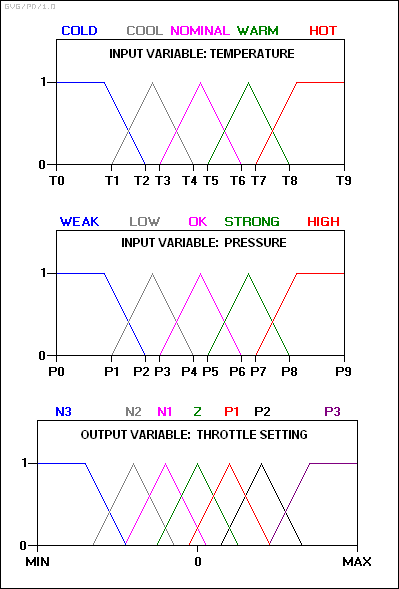 GVG/PD/1.0
COLD COOL NOMINAL WARM HOT
INPUT VARIABLE: TEMPERATURE
1
0
T0 T1 T2 T3 T4 T5 T6 T7 T8 T9
WEAK LOW OK STRONG HIGH
INPUT VARIABLE: PRESSURE
1
0
P0 P1 P2 P3 P4 P5 P6 P7 P8 P9
N3 N2 N1 Z P1 P2 P3
OUTPUT VARIABLE: THROTTLE SETTING
1
0
MIN 0 MAX